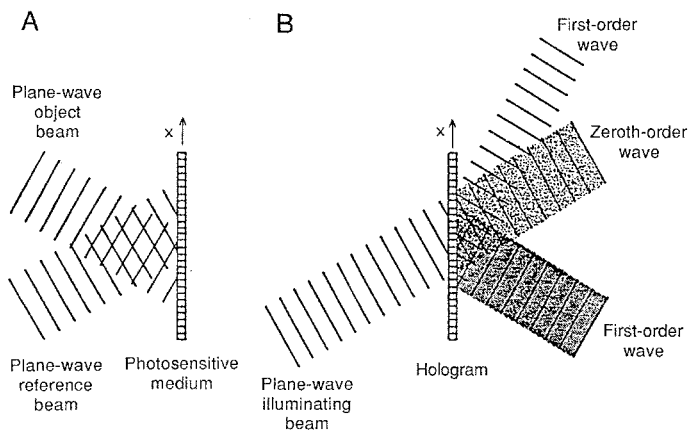 A
Plane-wave
object
beam
x
Plane-wave
reference
beam
Photosensitive
medium
B
First-order
wave
x
Zeroth-order
wave
First-order
wave
Hologram
Plane-wave
illuminating
beam